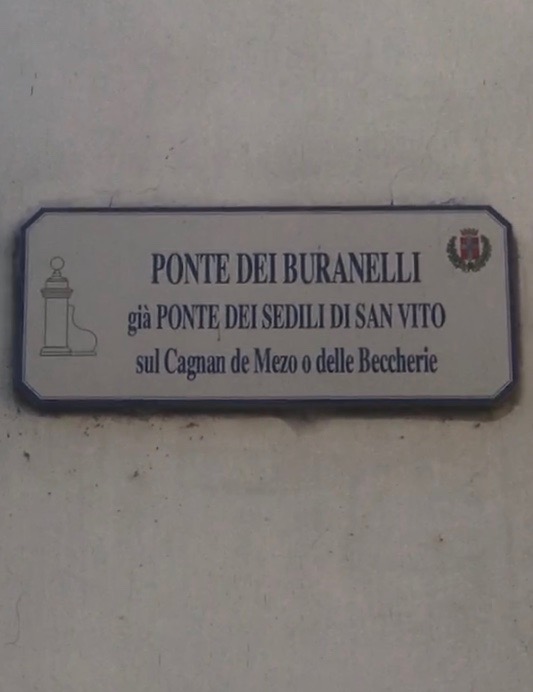 PONTE DEI BURANELLI
già PONTE DEI SEDILI DI SAN VITO
sul Cagnan de Mezo o delle Beccherie